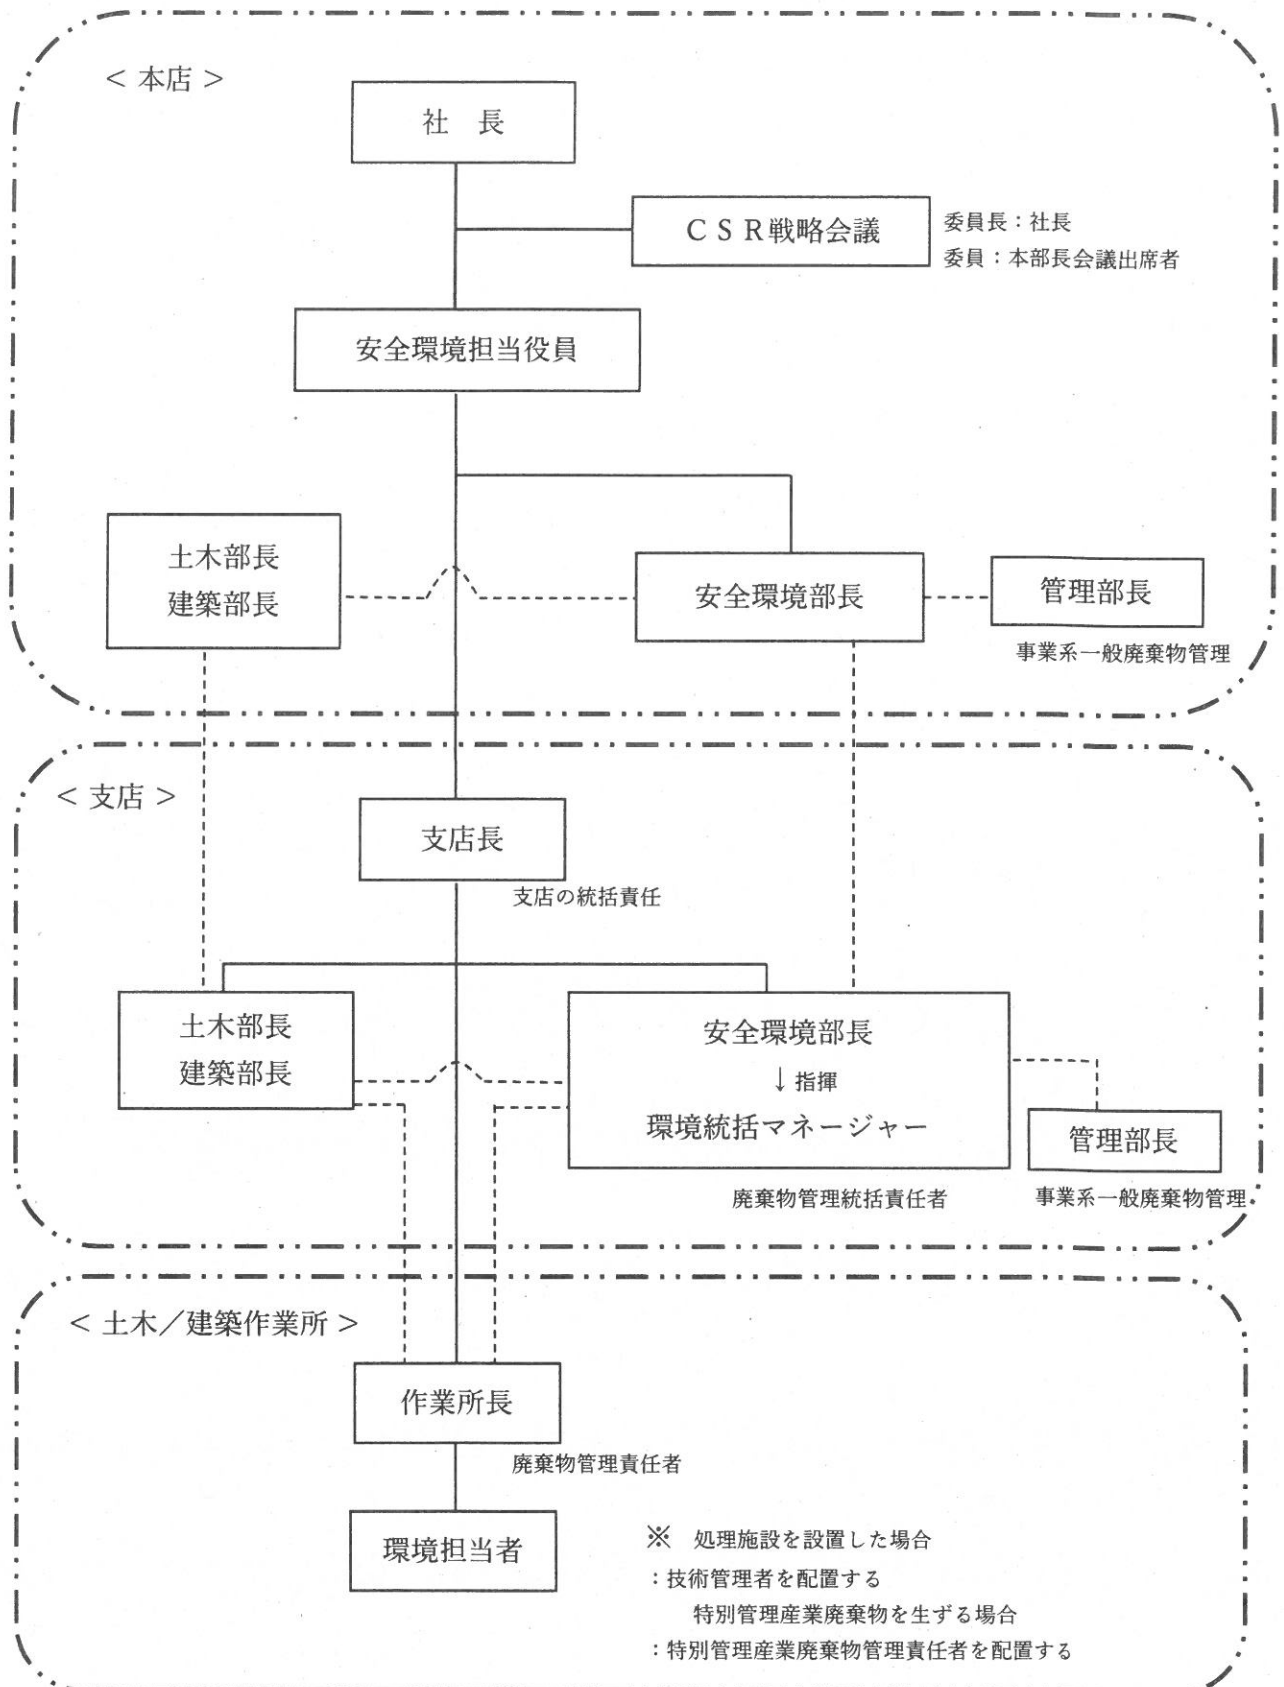 < 本店 >
社　長
ＣＳＲ戦略会議
委員長：社長
委員：本部長会議出席者
安全環境担当役員
土木部長
建築部長
安全環境部長
管理部長
事業系一般廃棄物管理
< 支店 >
支店長
支店の統括責任
土木部長
建築部長
安全環境部長
↓ 指揮
環境統括マネージャー
廃棄物管理統括責任者
管理部長
事業系一般廃棄物管理
< 土木／建築作業所 >
作業所長
廃棄物管理責任者
環境担当者
※　処理施設を設置した場合
：技術管理者を配置する
特別管理産業廃棄物を生ずる場合
：特別管理産業廃棄物管理責任者を配置する